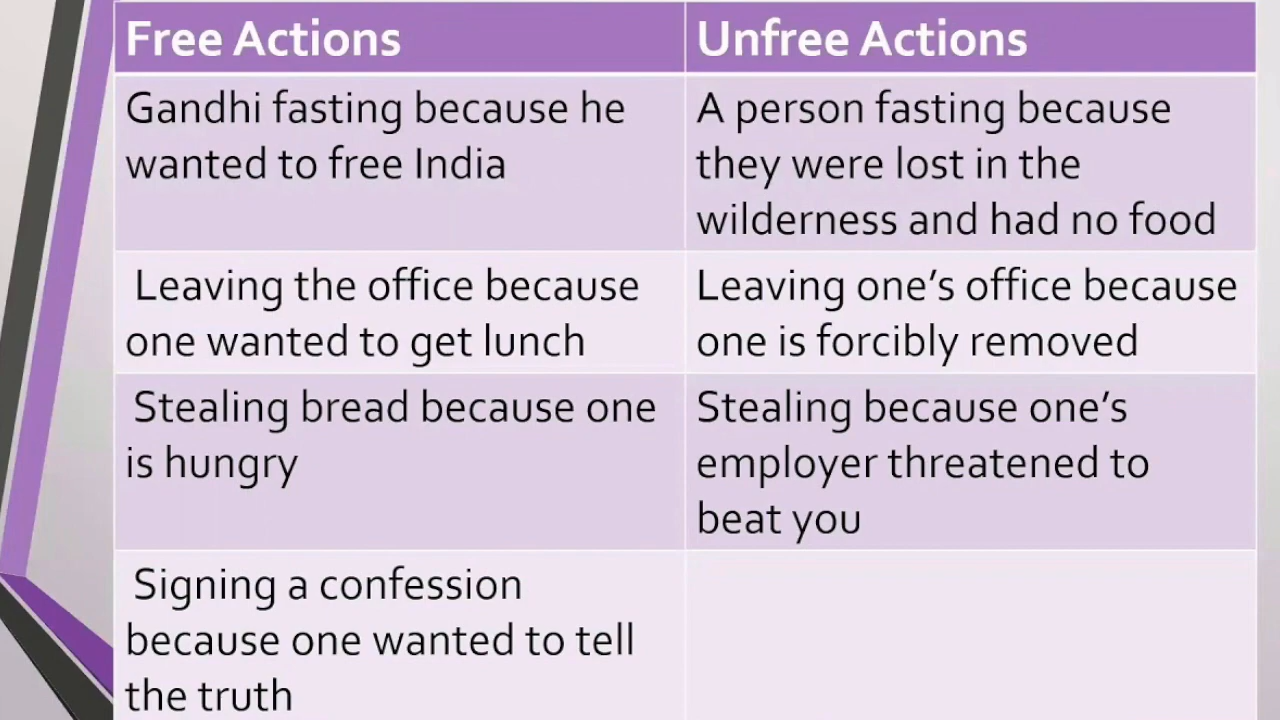 Free Actions
Unfree Actions
Gandhi fasting because he
wanted to free India
A person fasting because
they were lost in the
wilderness and had no food
Leaving the office because
one wanted to get lunch
Leaving one’s office because
one is forcibly removed
Stealing bread because one
is hungry
Stealing because one’s
employer threatened to
beat you
Signing a confession
because one wanted to tell
the truth